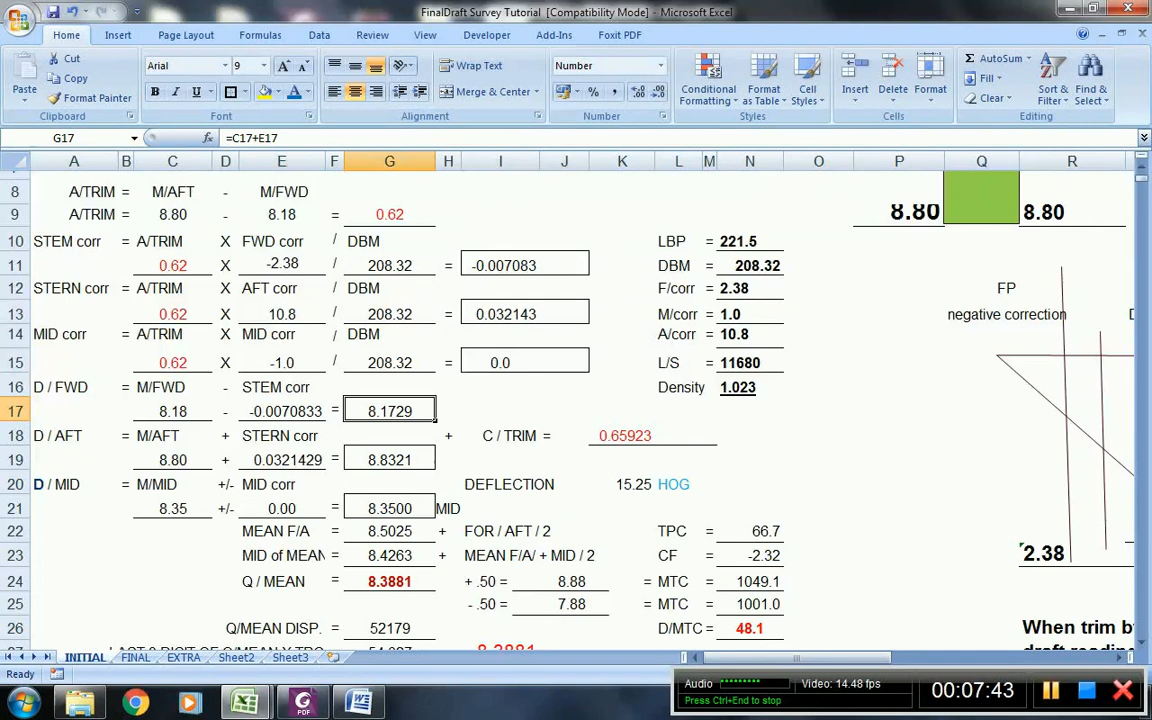 FinalDraft Survey Tutorial [Compatibility Mode] - Microsoft Excel
Home Insert Page Layout Formulas Data Review View Developer Add-Ins Foxit PDF
Paste Cut Copy Format Painter Clipboard
Arial 9 B I U Font
Wrap Text Merge & Center Alignment
Number % , Number
Conditional Formatting Format as Table Cell Styles Styles
Insert Delete Format Cells
AutoSum Fill Clear Sort & Filter Find & Select Editing
G17 fx =C17+E17
A B C D E F G H I J K L M N O P Q R
8 A/TRIM = M/AFT - M/FWD
9 A/TRIM = 8.80 - 8.18 = 0.62 8.80 8.80
10 STEM corr = A/TRIM X FWD corr / DBM LBP = 221.5
11 0.62 X -2.38 / 208.32 = -0.007083 DBM = 208.32
12 STERN corr = A/TRIM X AFT corr / DBM F/corr = 2.38 FP
13 0.62 X 10.8 / 208.32 = 0.032143 M/corr = 1.0 negative correction
14 MID corr = A/TRIM X MID corr / DBM A/corr = 10.8
15 0.62 X -1.0 / 208.32 = 0.0 L/S = 11680
16 D / FWD = M/FWD - STEM corr Density = 1.023
17 8.18 - -0.0070833 = 8.1729
18 D / AFT = M/AFT + STERN corr + C / TRIM = 0.65923
19 8.80 + 0.0321429 = 8.8321
20 D / MID = M/MID +/- MID corr DEFLECTION 15.25 HOG
21 8.35 +/- 0.00 = 8.3500 MID
22 MEAN F/A = 8.5025 + FOR / AFT / 2 TPC = 66.7
23 MID of MEAN = 8.4263 + MEAN F/A/ + MID / 2 CF = -2.32 2.38
24 Q / MEAN = 8.3881 + .50 = 8.88 = MTC 1049.1
25 - .50 = 7.88 = MTC 1001.0
26 Q/MEAN DISP. = 52179 D/MTC = 48.1 When trim b
8.3881 draft reading
INITIAL FINAL EXTRA Sheet2 Sheet3
Ready
Audio Video: 14.48 fps
Press Ctrl+End to stop
00:07:43
PDF